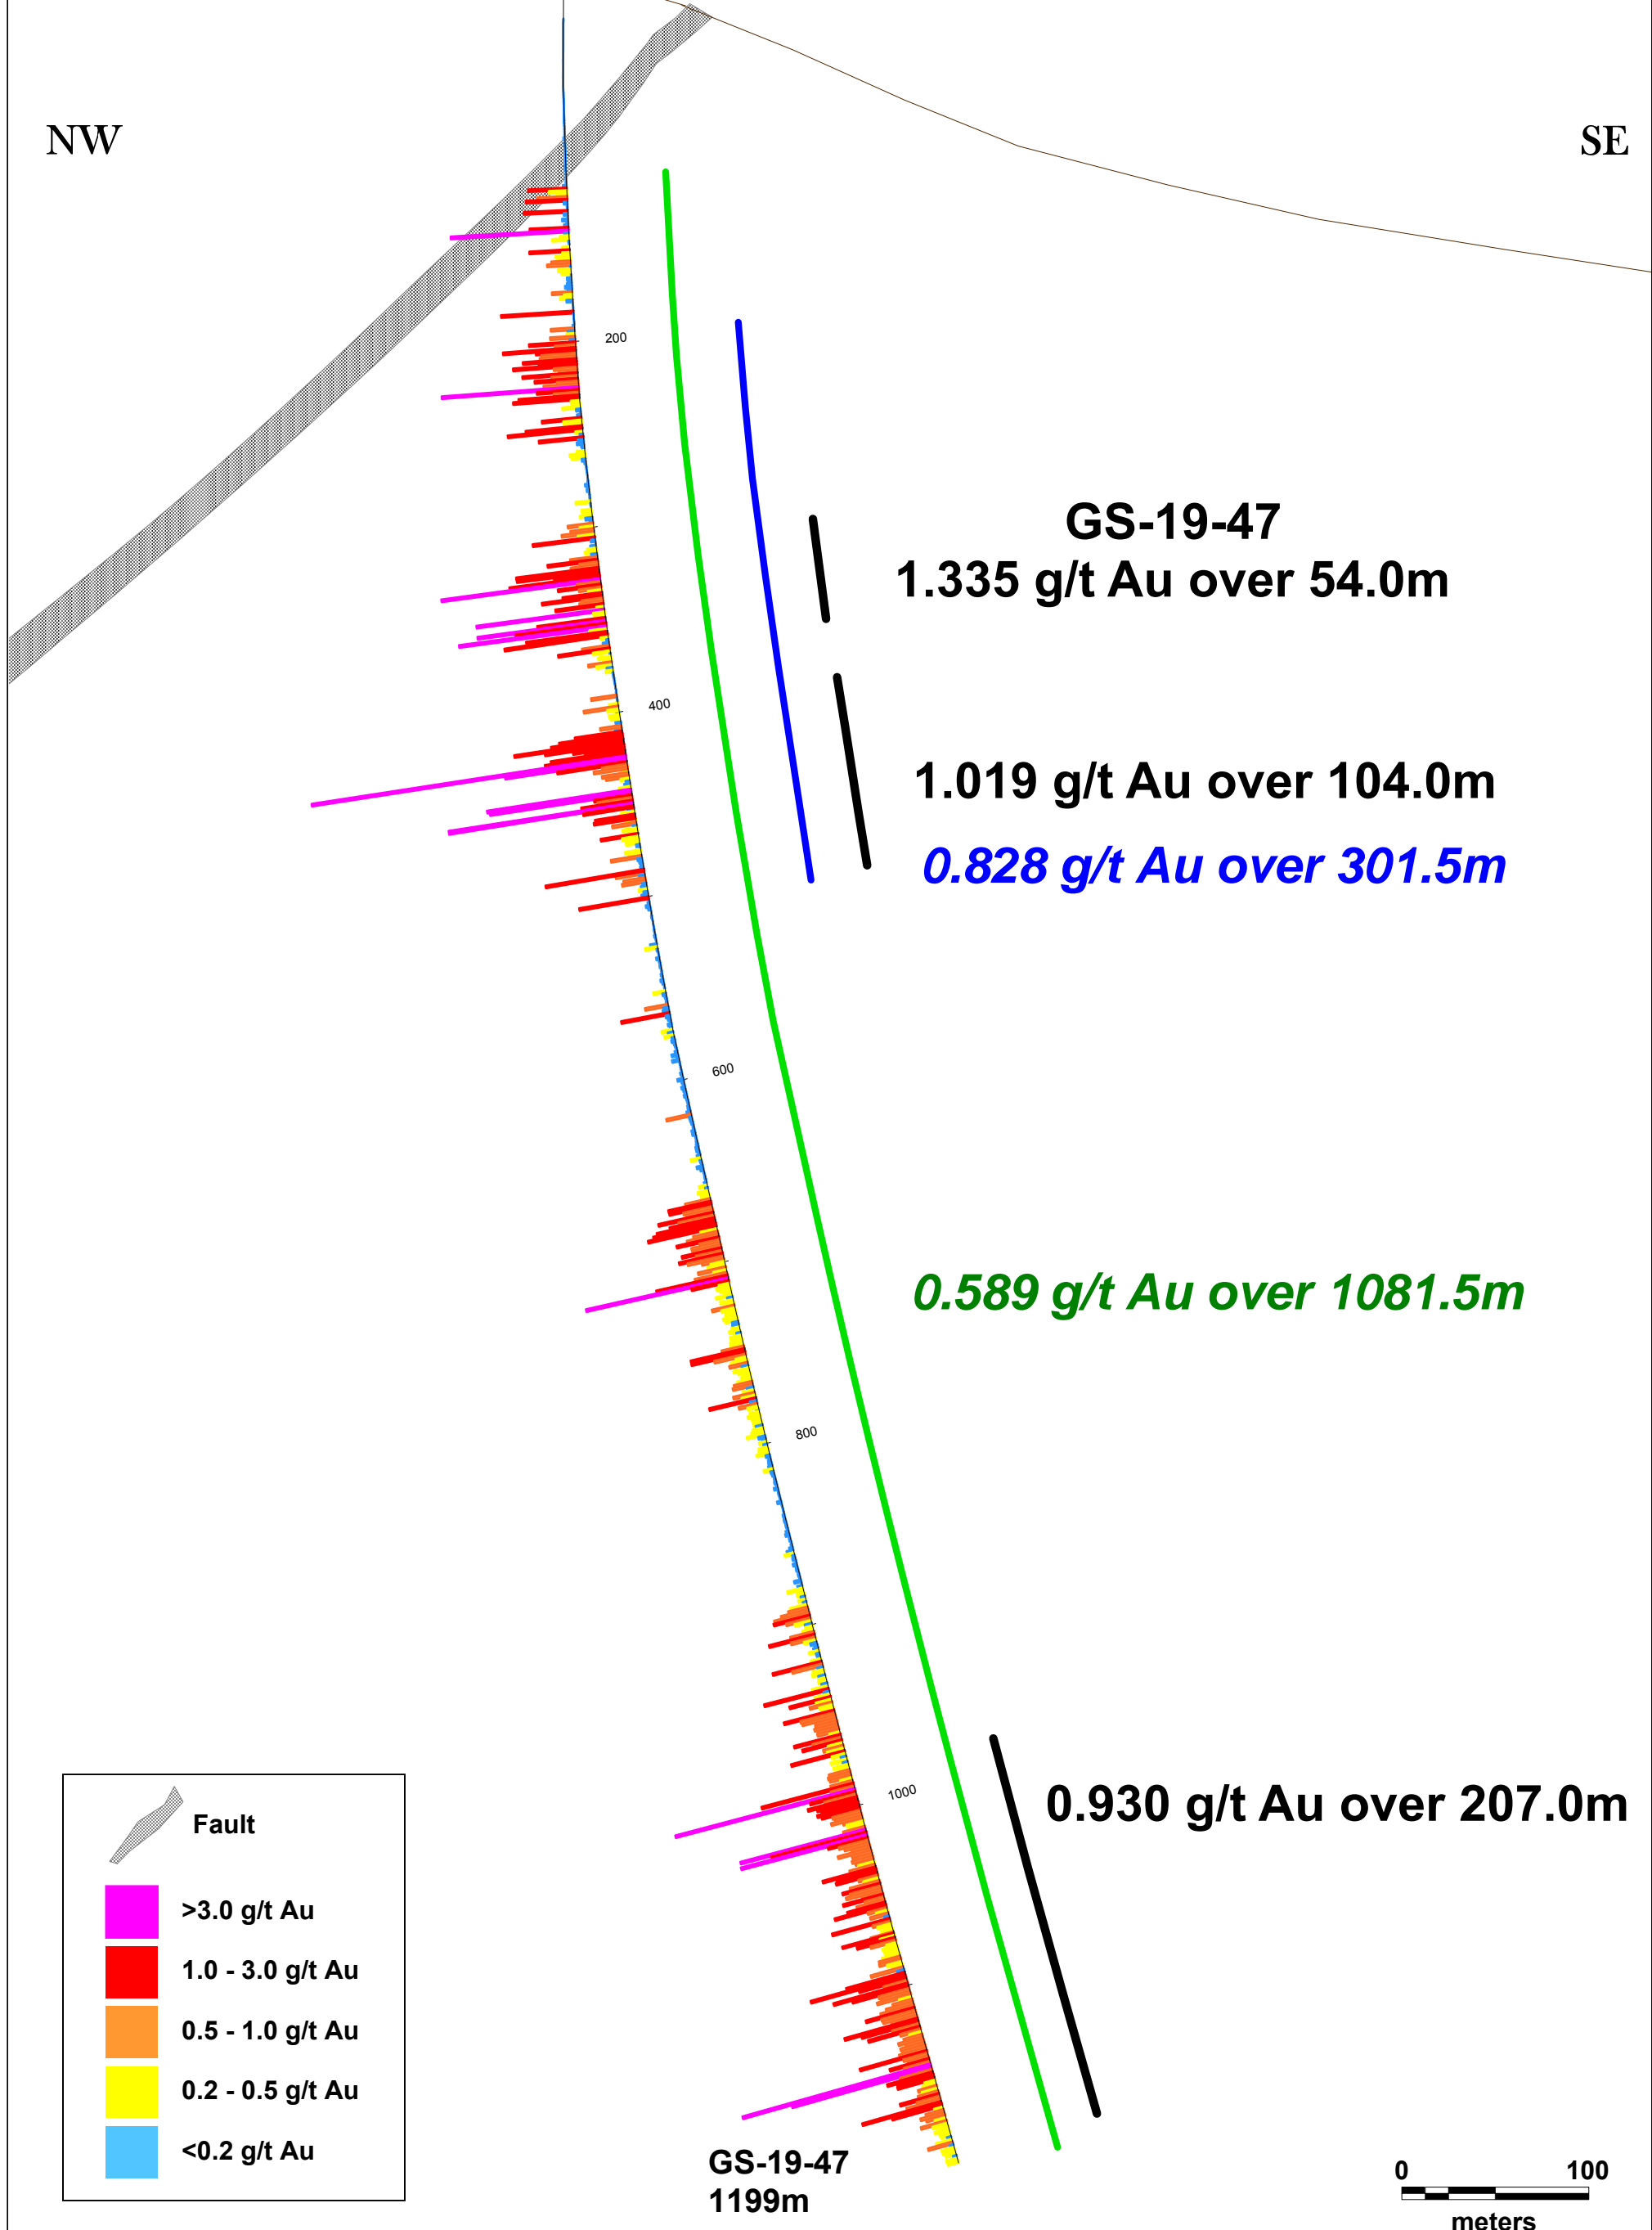 NW
SE
200
GS-19-47
1.335 g/t Au over 54.0m
400
1.019 g/t Au over 104.0m
0.828 g/t Au over 301.5m
600
0.589 g/t Au over 1081.5m
800
1000
0.930 g/t Au over 207.0m
Fault
>3.0 g/t Au
1.0 - 3.0 g/t Au
0.5 - 1.0 g/t Au
0.2 - 0.5 g/t Au
<0.2 g/t Au
GS-19-47
1199m
0 100
meters